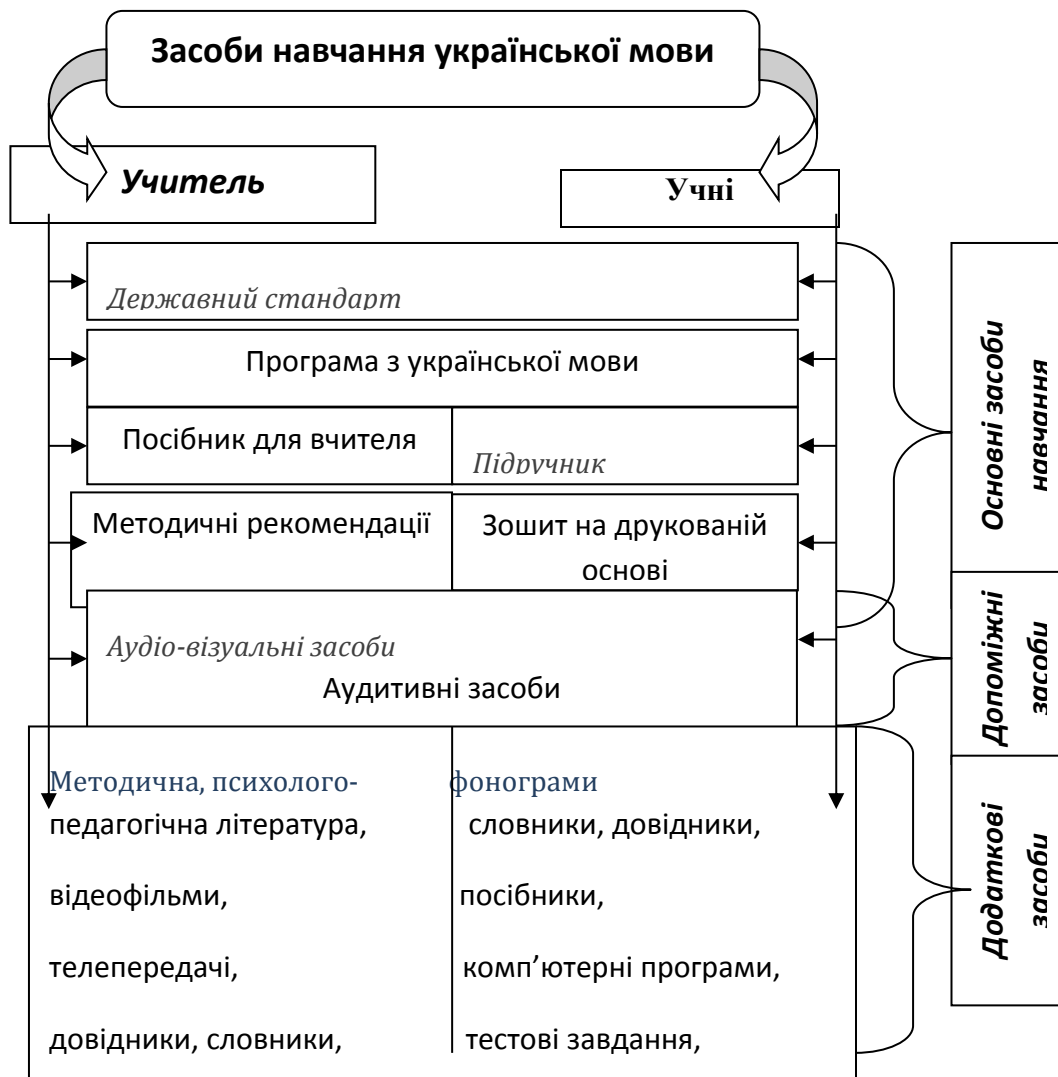 Засоби навчання української мови
Учитель
Учні
Державний стандарт
Програма з української мови
Посібник для вчителя
Підручник
Методичні рекомендації
Зошит на друкованій
основі
Аудіо-візуальні засоби
Аудитивні засоби
Методична, психолого-
педагогічна література,
відеофільми,
телепередачі,
довідники, словники,
фонограми
словники, довідники,
посібники,
комп’ютерні програми,
тестові завдання,
Основні засоби
навчання
Допоміжні
засоби
Додаткові
засоби